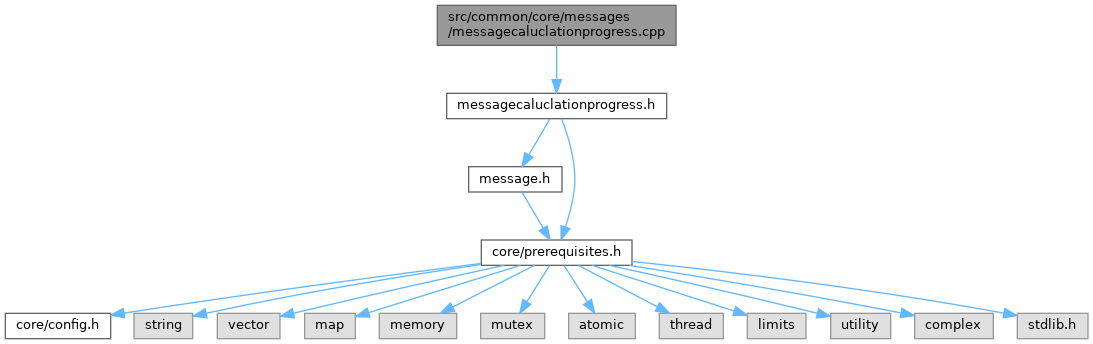 src/common/core/messages
/messagecaluclationprogress.cpp
messagecaluclationprogress.h
message.h
core/prerequisites.h
core/config.h
string
vector
map
memory
mutex
atomic
thread
limits
utility
complex
stdlib.h